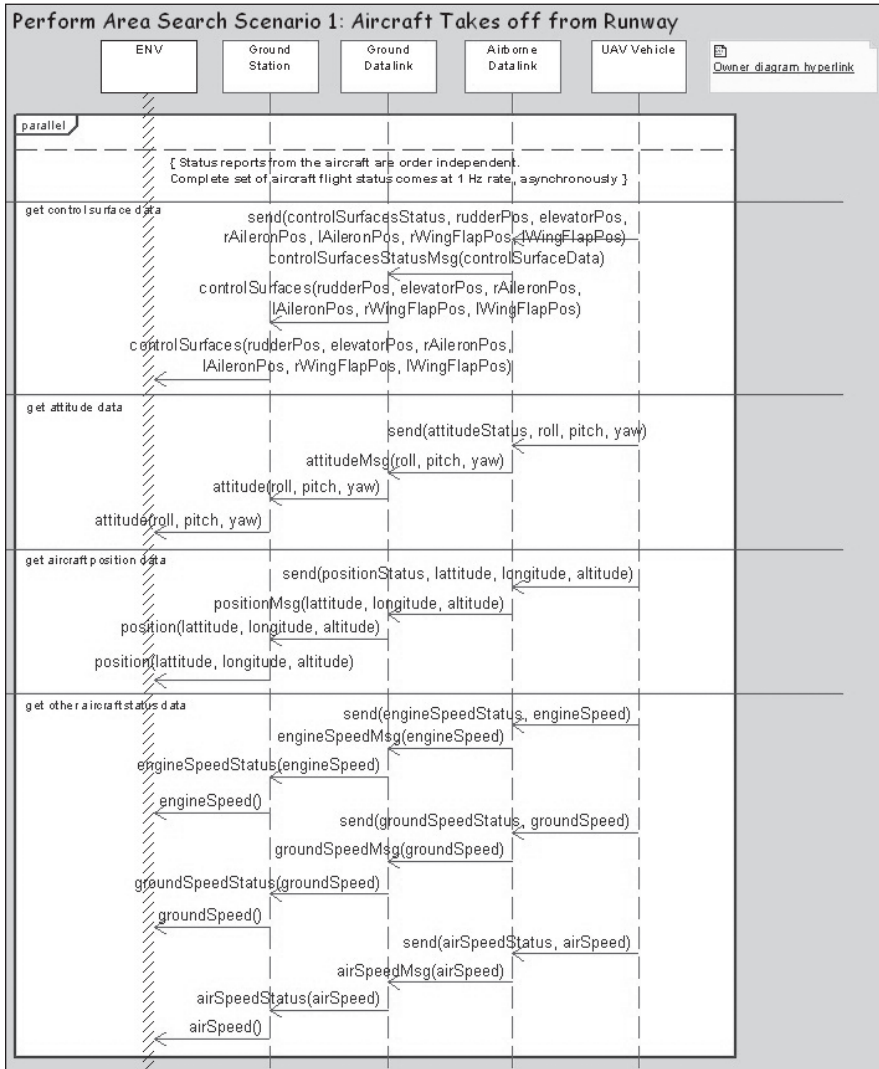 Perform Area Search Scenario 1: Aircraft Takes off from Runway
ENV
Ground
Station
Ground
Datalink
Airborne
Datalink
UAV Vehicle
Owner diagram hyperlink
parallel
{ Status reports from the aircraft are order independent.
Complete set of aircraft flight status comes at 1 Hz rate, asynchronously }
get control surface data
send(controlSurfacesStatus, rudderPos, elevatorPos,
rAileronPos, lAileronPos, rWingFlapPos, lWingFlapPos)
controlSurfacesStatusMsg(controlSurfaceData)
controlSurfaces(rudderPos, elevatorPos, rAileronPos,
lAileronPos, rWingFlapPos, lWingFlapPos)
controlSurfaces(rudderPos, elevatorPos, rAileronPos,
lAileronPos, rWingFlapPos, lWingFlapPos)
get attitude data
send(attitudeStatus, roll, pitch, yaw)
attitudeMsg(roll, pitch, yaw)
attitude(roll, pitch, yaw)
attitude(roll, pitch, yaw)
get aircraft position data
send(positionStatus, lattitude, longitude, altitude)
positionMsg(lattitude, longitude, altitude)
position(lattitude, longitude, altitude)
position(lattitude, longitude, altitude)
get other aircraft status data
send(engineSpeedStatus, engineSpeed)
engineSpeedMsg(engineSpeed)
engineSpeedStatus(engineSpeed)
engineSpeed()
send(groundSpeedStatus, groundSpeed)
groundSpeedMsg(groundSpeed)
groundSpeedStatus(groundSpeed)
groundSpeed()
send(airSpeedStatus, airSpeed)
airSpeedMsg(airSpeed)
airSpeedStatus(airSpeed)
airSpeed()